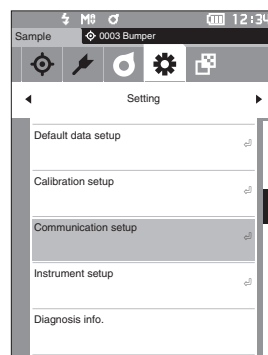 M 12:34
Sample 0003 Bumper
Setting
Default data setup
Calibration setup
Communication setup
Instrument setup
Diagnosis info.